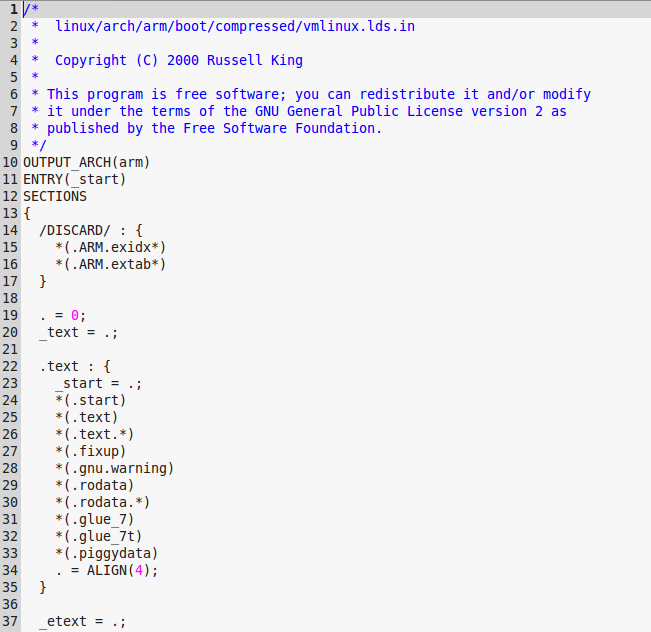 1 /*
2  *  linux/arch/arm/boot/compressed/vmlinux.lds.in
3  *
4  *  Copyright (C) 2000 Russell King
5  *
6  * This program is free software; you can redistribute it and/or modify
7  * it under the terms of the GNU General Public License version 2 as
8  * published by the Free Software Foundation.
9  */
10 OUTPUT_ARCH(arm)
11 ENTRY(_start)
12 SECTIONS
13 {
14   /DISCARD/ : {
15     *(.ARM.exidx*)
16     *(.ARM.extab*)
17   }
18
19   . = 0;
20   _text = .;
21
22   .text : {
23     _start = .;
24     *(.start)
25     *(.text)
26     *(.text.*)
27     *(.fixup)
28     *(.gnu.warning)
29     *(.rodata)
30     *(.rodata.*)
31     *(.glue_7)
32     *(.glue_7t)
33     *(.piggydata)
34     . = ALIGN(4);
35   }
36
37   _etext = .;